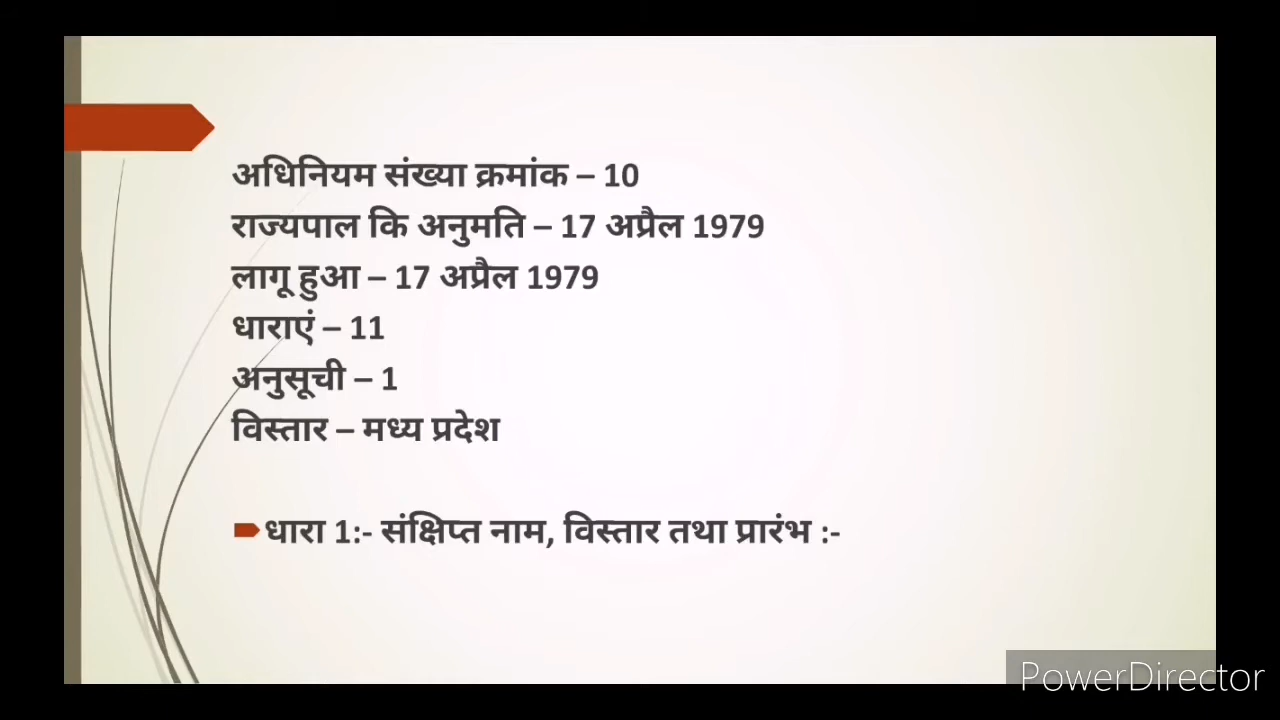 अधिनियम संख्या क्रमांक – 10
राज्यपाल कि अनुमति – 17 अप्रैल 1979
लागू हुआ – 17 अप्रैल 1979
धाराएं – 11
अनुसूची – 1
विस्तार – मध्य प्रदेश
धारा 1:- संक्षिप्त नाम, विस्तार तथा प्रारंभ :-
PowerDirector